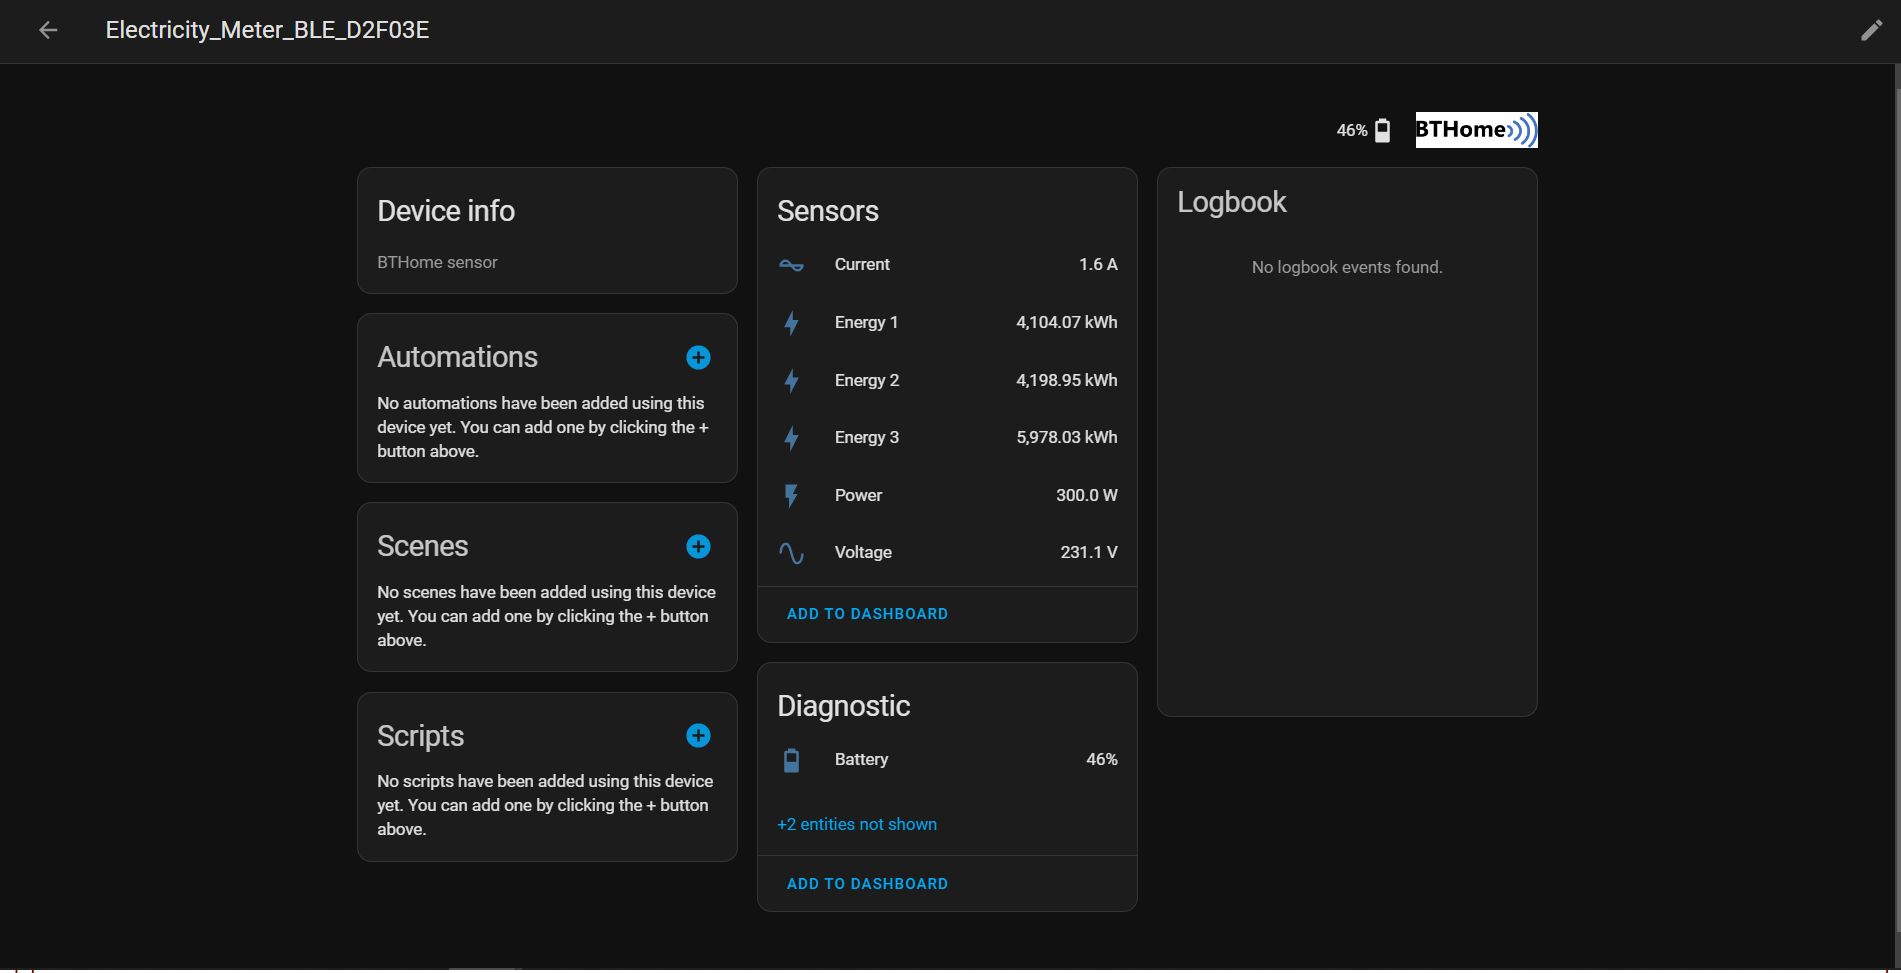 Electricity_Meter_BLE_D2F03E
46%
BTHome
Device info
BTHome sensor
Automations
No automations have been added using this
device yet. You can add one by clicking the +
button above.
Scenes
No scenes have been added using this device
yet. You can add one by clicking the + button
above.
Scripts
No scripts have been added using this device
yet. You can add one by clicking the + button
above.
Sensors
Current 1.6 A
Energy 1 4,104.07 kWh
Energy 2 4,198.95 kWh
Energy 3 5,978.03 kWh
Power 300.0 W
Voltage 231.1 V
ADD TO DASHBOARD
Diagnostic
Battery 46%
+2 entities not shown
ADD TO DASHBOARD
Logbook
No logbook events found.